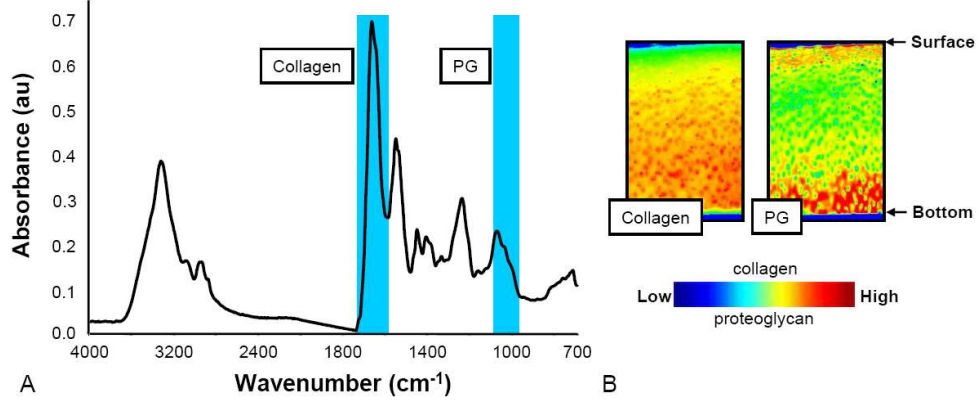 0.7
0.6
0.5
0.4
0.3
0.2
0.1
0.0
Absorbance (au)
Collagen
PG
4000 3200 2400 1800 1400 1000 700
Wavenumber (cm⁻¹)
A
Surface
Bottom
Collagen
PG
collagen
Low High
proteoglycan
B